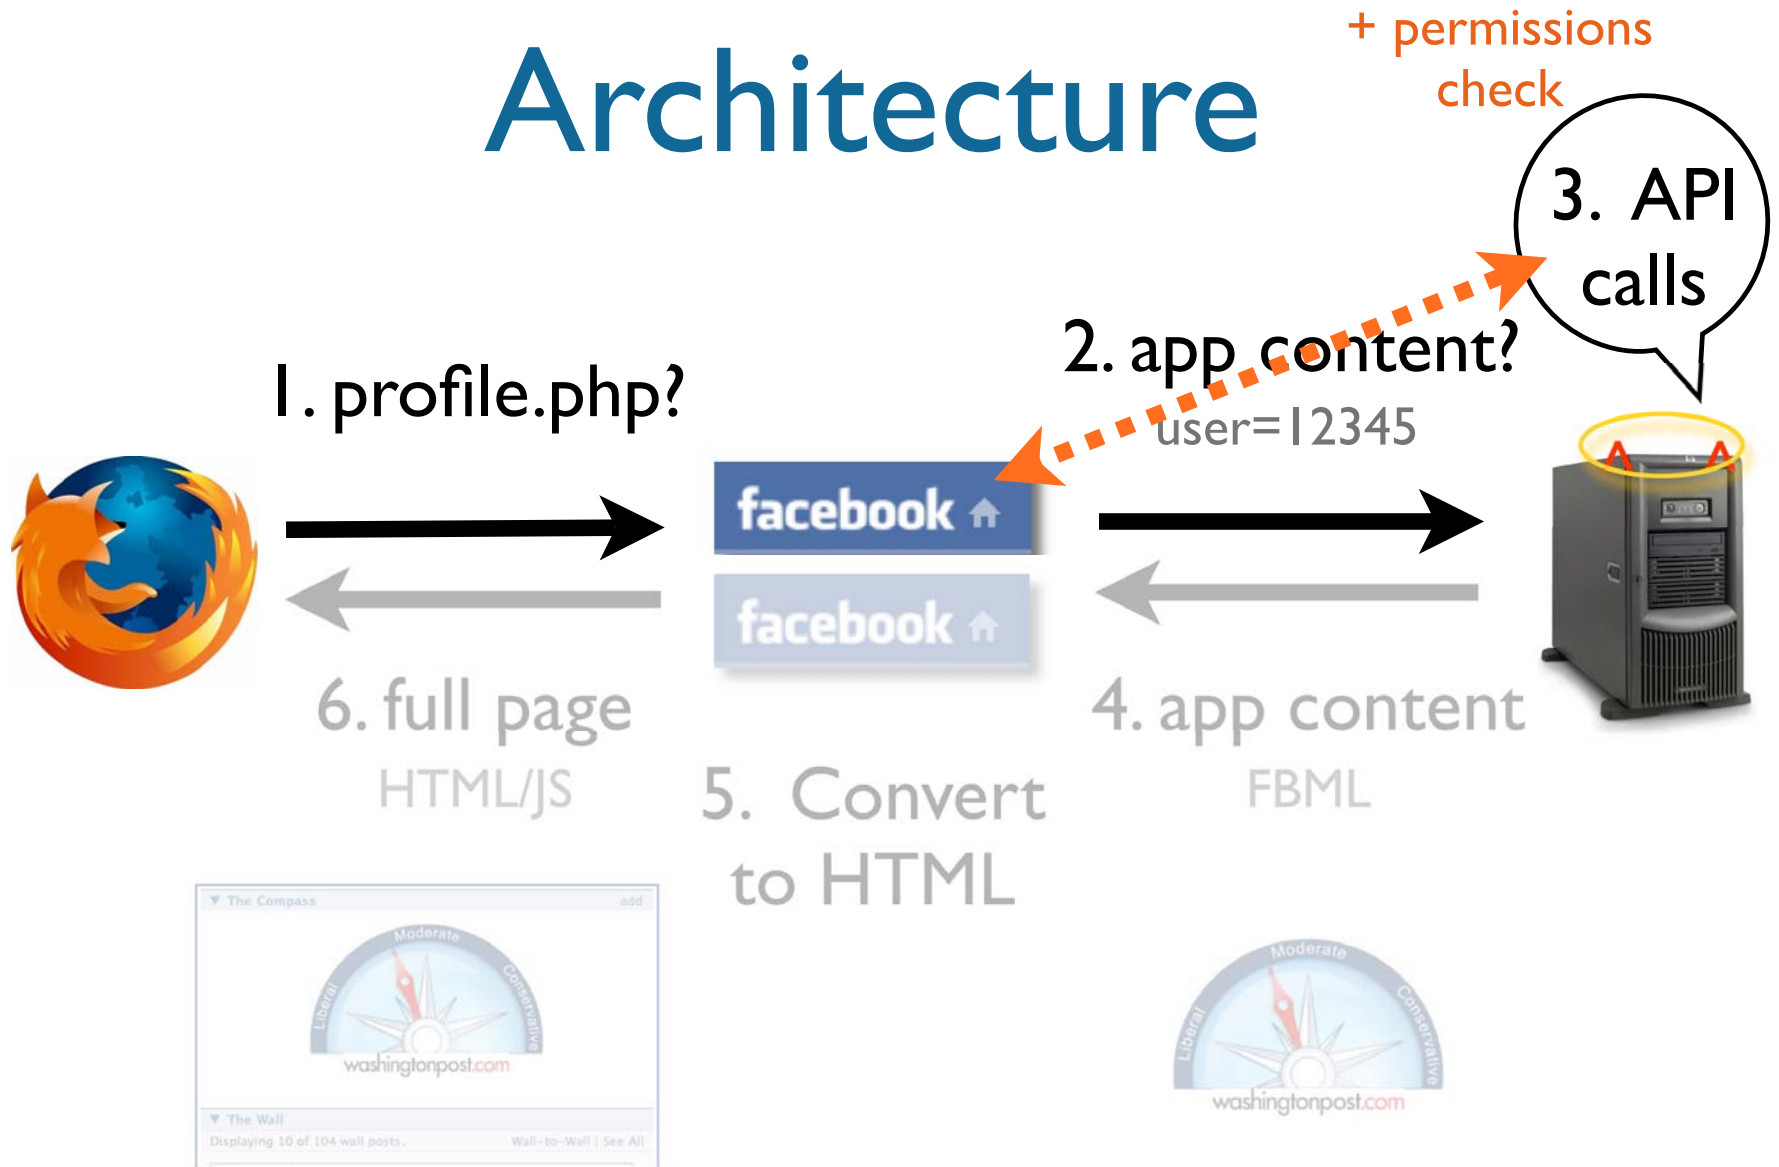 Architecture
+ permissions
check
3. API
calls
2. app content?
user=12345
1. profile.php?
facebook
facebook
6. full page
HTML/JS
4. app content
FBML
5. Convert
to HTML
▼ The Compass add
Liberal Moderate Conservative
washingtonpost.com
▼ The Wall
Displaying 10 of 104 wall posts. Wall-to-Wall | See All
Liberal Moderate Conservative
washingtonpost.com